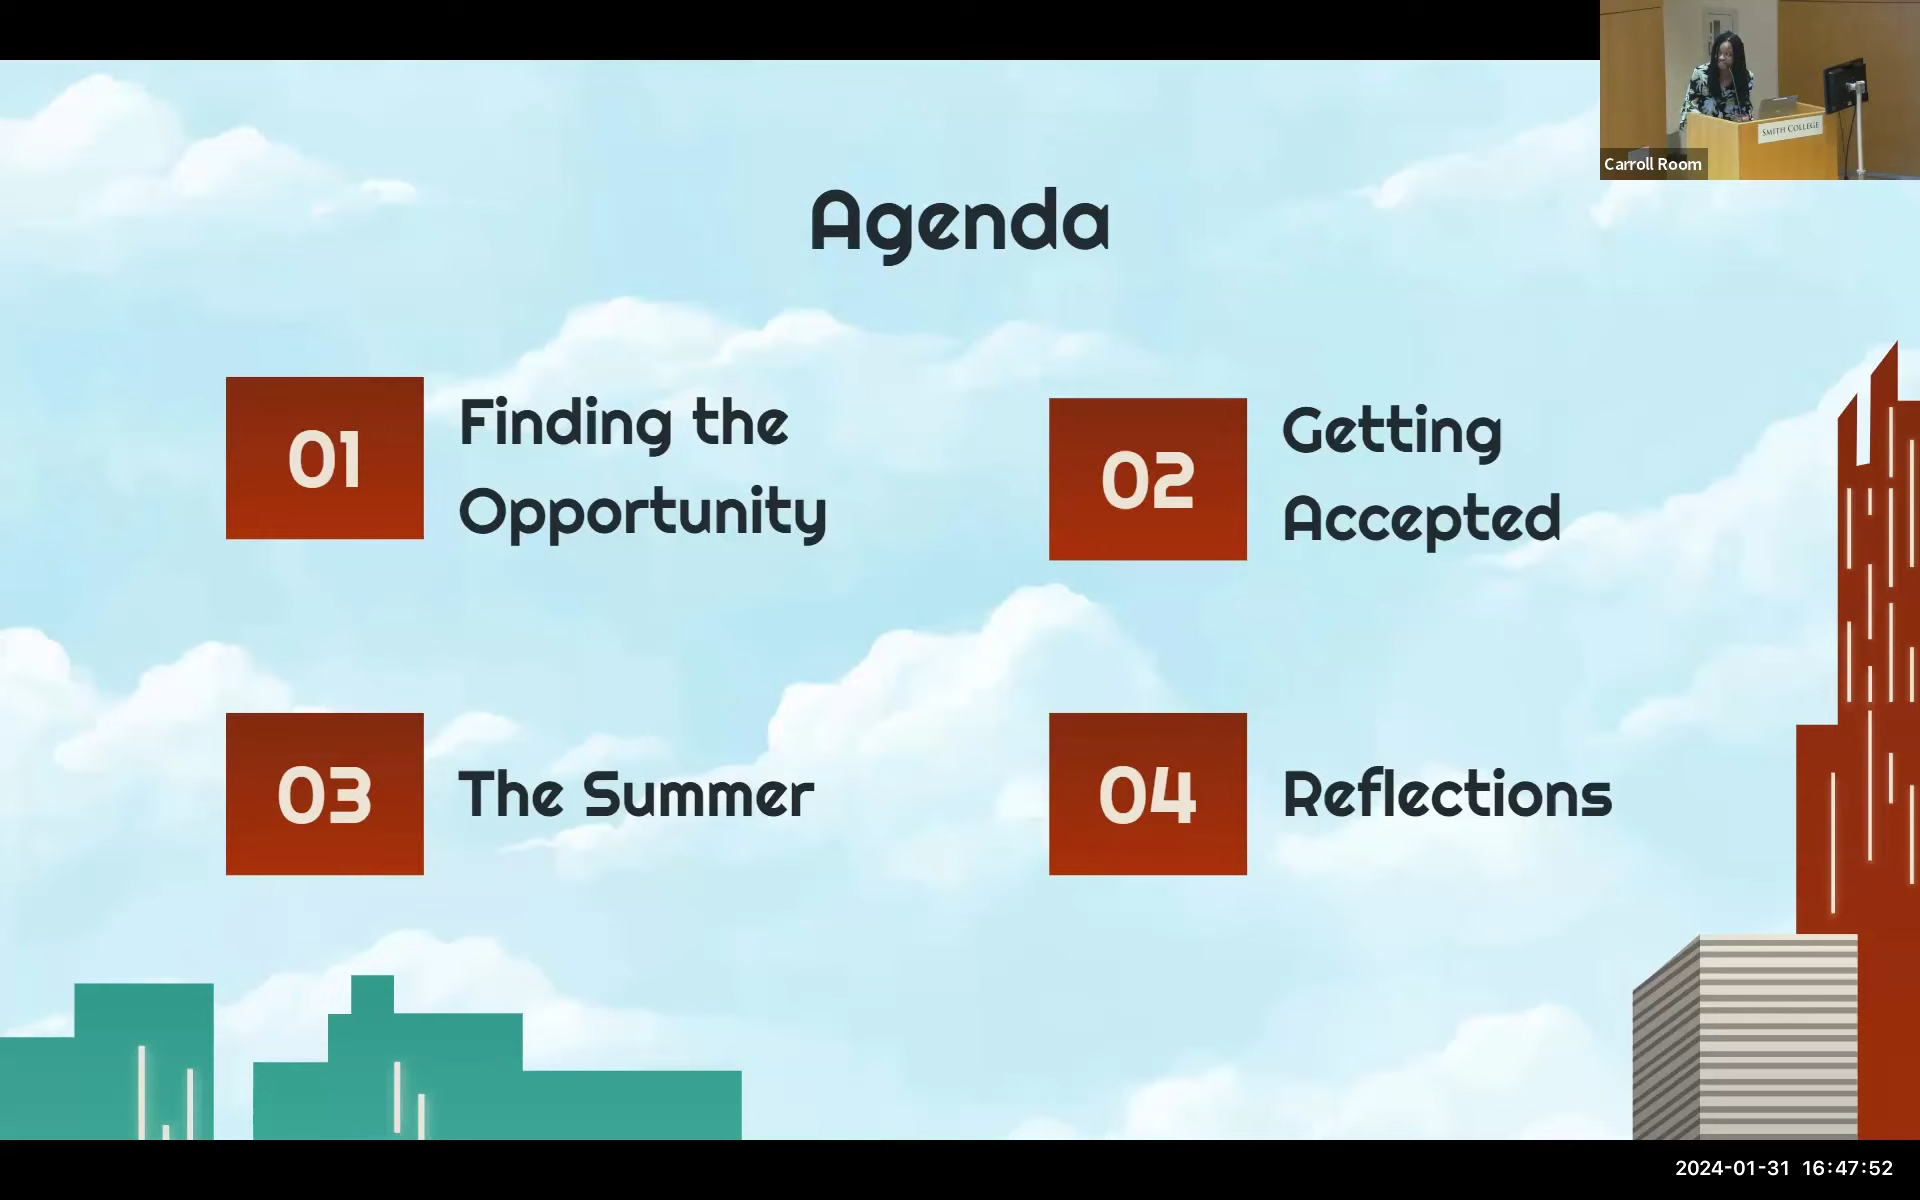 SMITH COLLEGE
Carroll Room
Agenda
01
Finding the
Opportunity
02
Getting
Accepted
03
The Summer
04
Reflections
2024-01-31 16:47:52